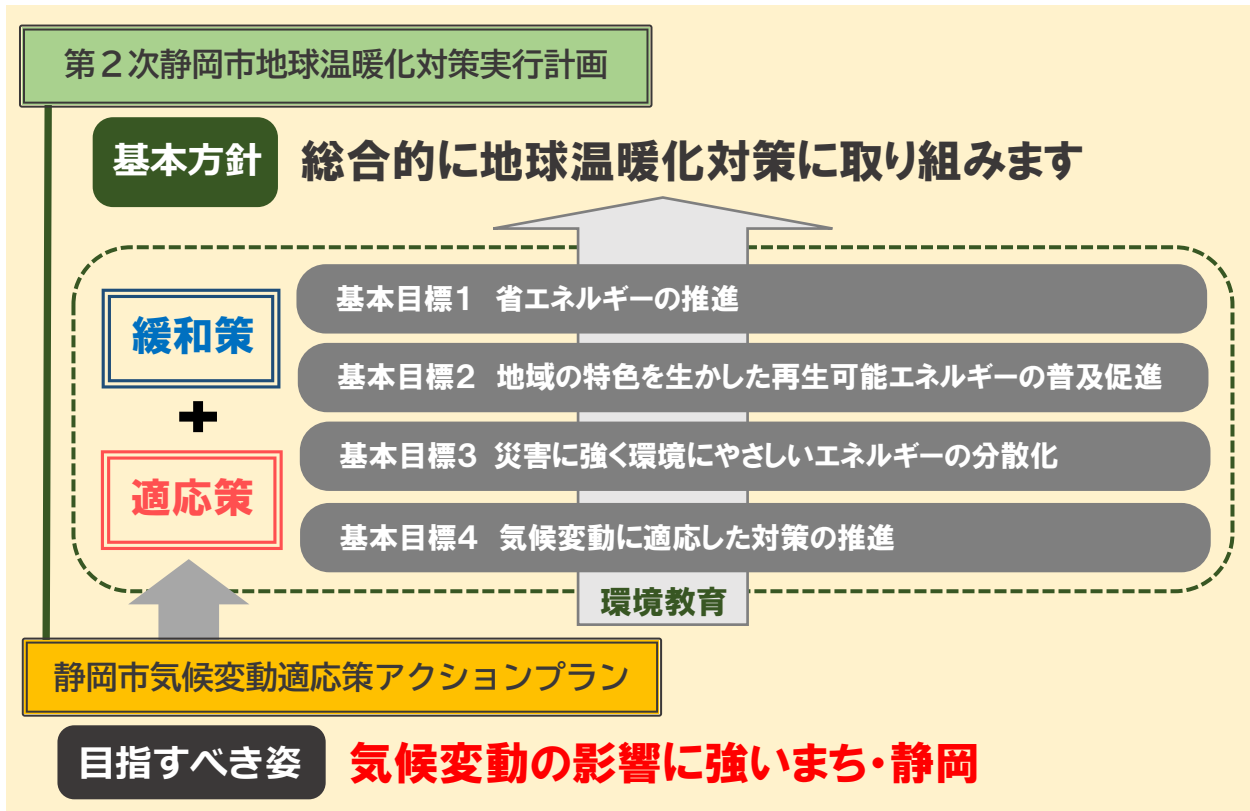 第２次静岡市地球温暖化対策実行計画
基本方針　総合的に地球温暖化対策に取り組みます
緩和策
+
適応策
基本目標１　省エネルギーの推進
基本目標２　地域の特色を生かした再生可能エネルギーの普及促進
基本目標３　災害に強く環境にやさしいエネルギーの分散化
基本目標４　気候変動に適応した対策の推進
環境教育
静岡市気候変動適応策アクションプラン
目指すべき姿　気候変動の影響に強いまち・静岡